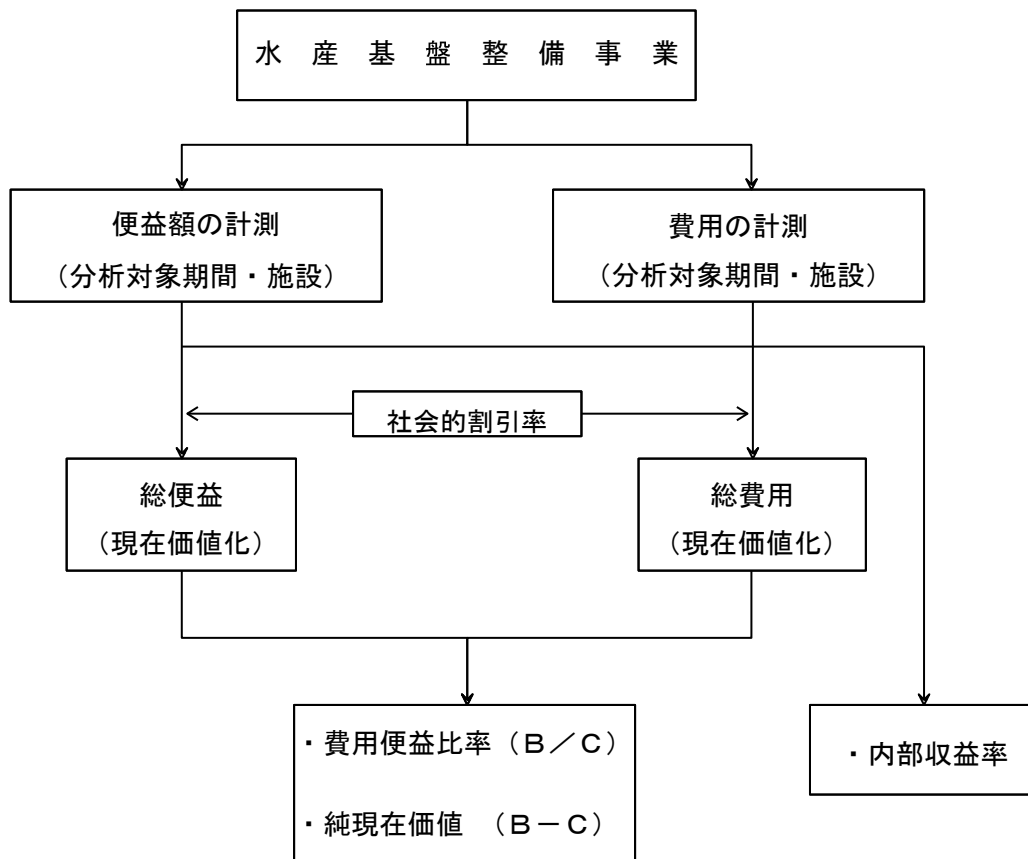 水産基盤整備事業
便益額の計測
（分析対象期間・施設）
費用の計測
（分析対象期間・施設）
社会的割引率
総便益
（現在価値化）
総費用
（現在価値化）
・費用便益比率（Ｂ／Ｃ）
・純現在価値　（Ｂ－Ｃ）
・内部収益率